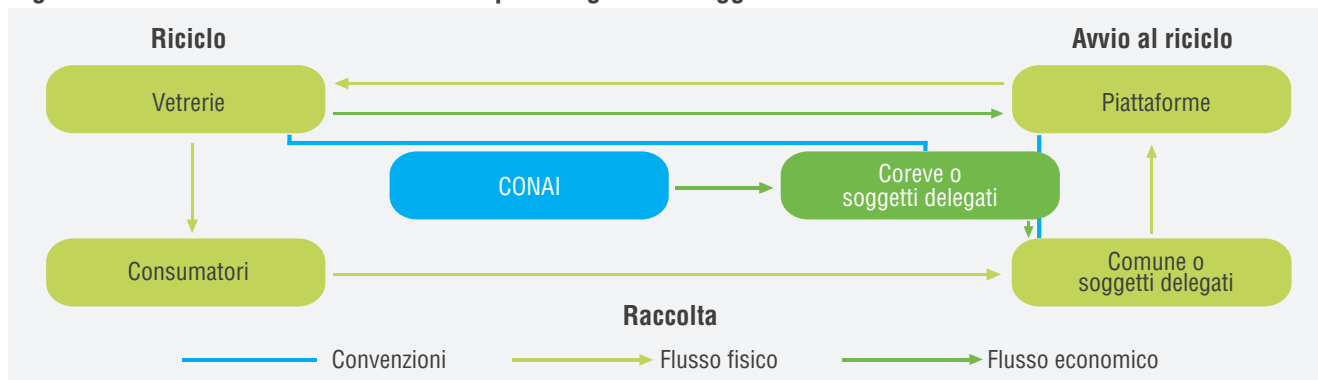 Riciclo
Avvio al riciclo
Vetrerie
Piattaforme
CONAI
Coreve o
soggetti delegati
Consumatori
Comune o
soggetti delegati
Raccolta
Convenzioni
Flusso fisico
Flusso economico